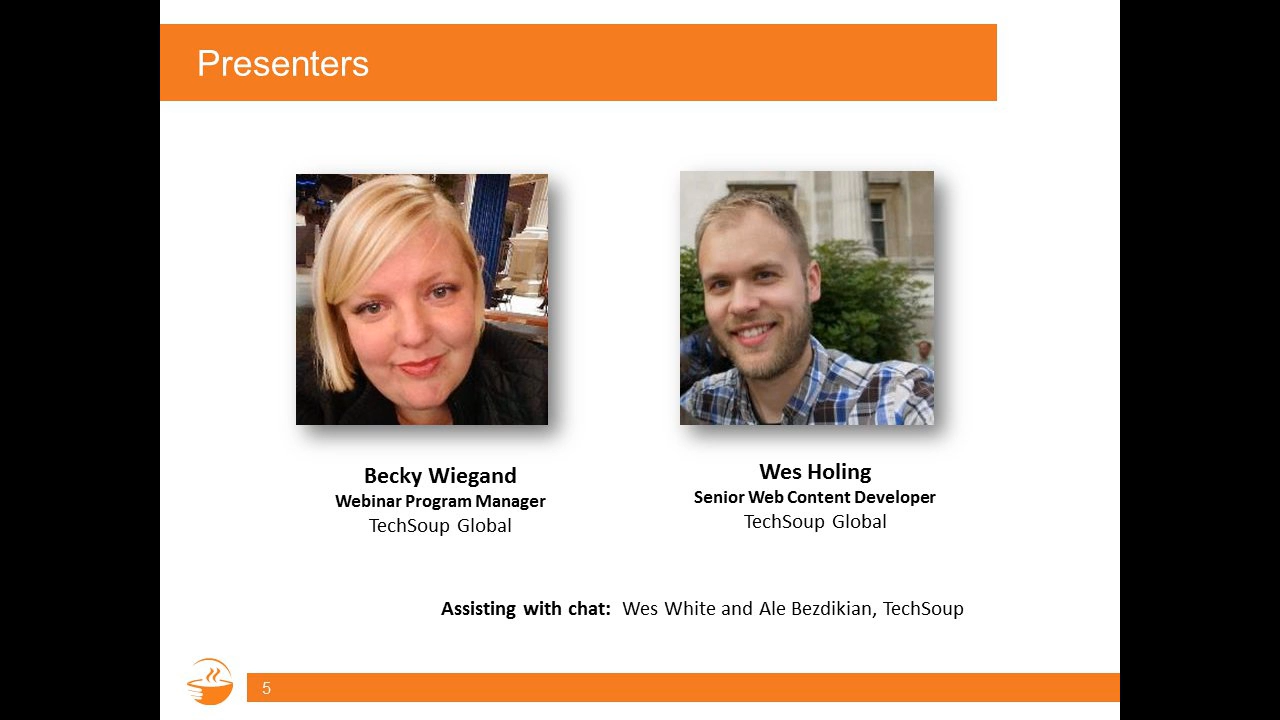 Presenters
Becky Wiegand
Webinar Program Manager
TechSoup Global
Wes Holing
Senior Web Content Developer
TechSoup Global
Assisting with chat: Wes White and Ale Bezdikian, TechSoup
5